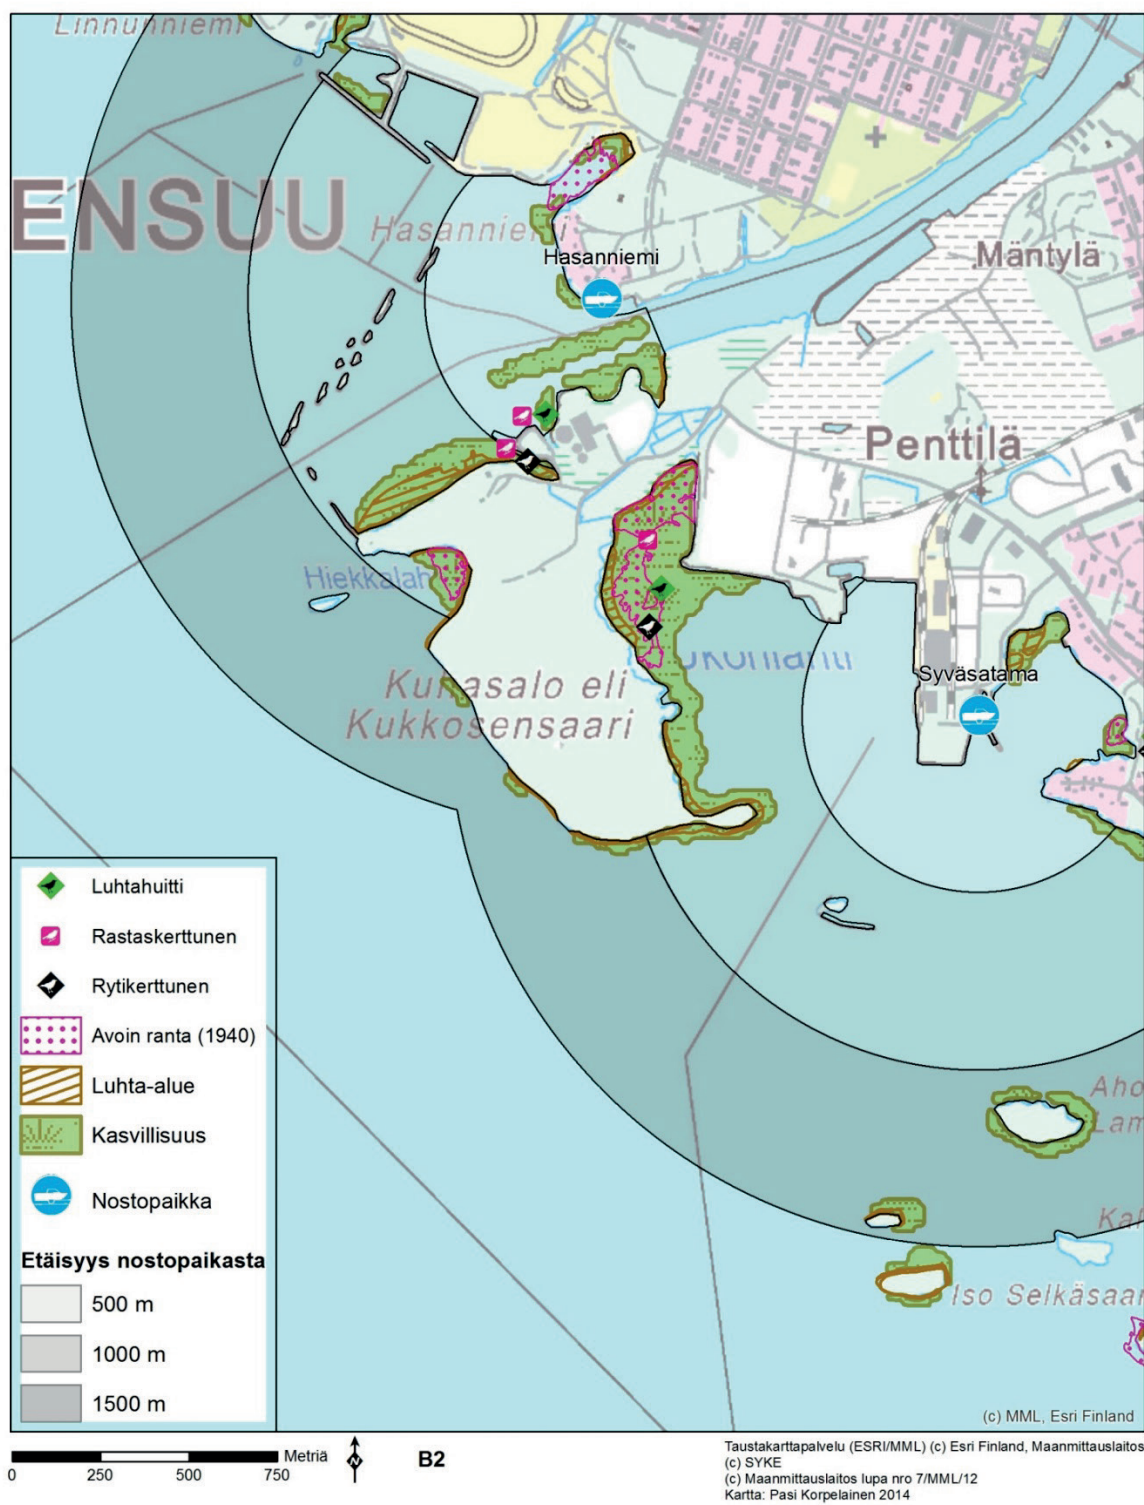 Linnunniemi
ENSUU
Hasanniemi
Hasanniemi
Mäntylä
Penttilä
Hiekkalah
Syväsatama
Kuhasalo eli
Kukkosensaari
Luhtahuitti
Rastaskerttunen
Rytikerttunen
Avoin ranta (1940)
Luhta-alue
Kasvillisuus
Nostopaikka
Etäisyys nostopaikasta
500 m
1000 m
1500 m
Aho
Lam
Iso Selkäsaar
(c) MML, Esri Finland
Metriä
0 250 500 750
B2
Taustakarttapalvelu (ESRI/MML) (c) Esri Finland, Maanmittauslaitos
(c) SYKE
(c) Maanmittauslaitos lupa nro 7/MML/12
Kartta: Pasi Korpelainen 2014